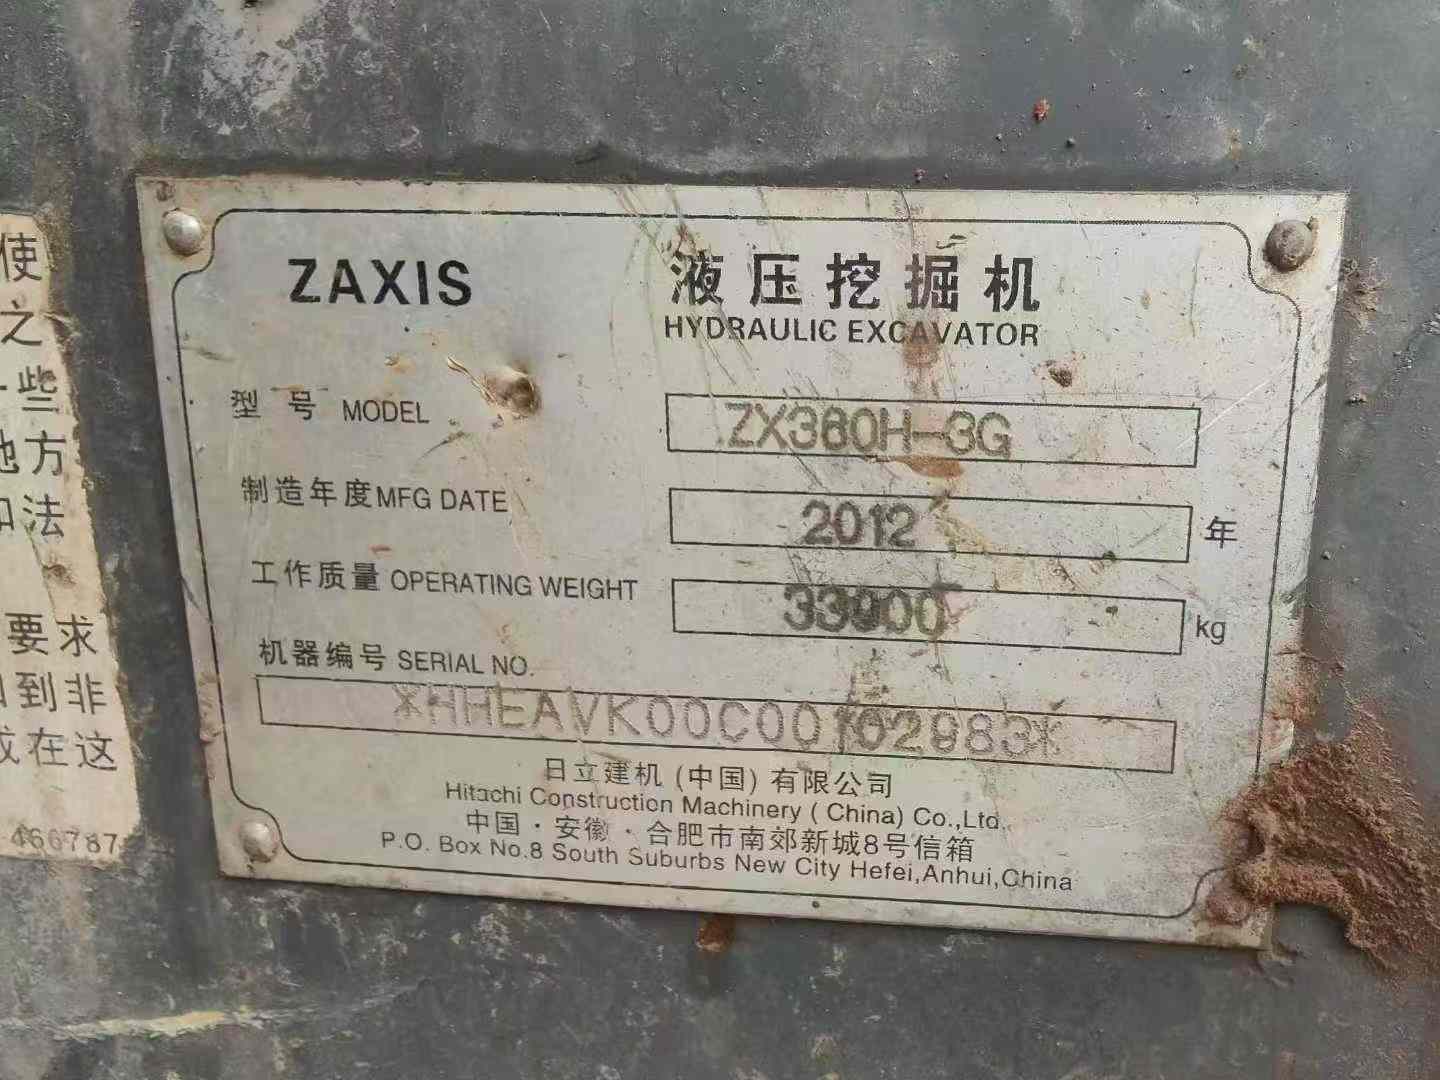 使
之
一些
方
法
要求
到非
在这
466787
ZAXIS 液压挖掘机
HYDRAULIC EXCAVATOR
型号 MODEL ZX360H-3G
制造年度 MFG DATE 2012 年
工作质量 OPERATING WEIGHT 33900 kg
机器编号 SERIAL NO.
*HHEAVK00C00102983*
日立建机(中国)有限公司
Hitachi Construction Machinery ( China) Co.,Ltd.
中国·安徽·合肥市南郊新城8号信箱
P.O. Box No.8 South Suburbs New City Hefei,Anhui,China